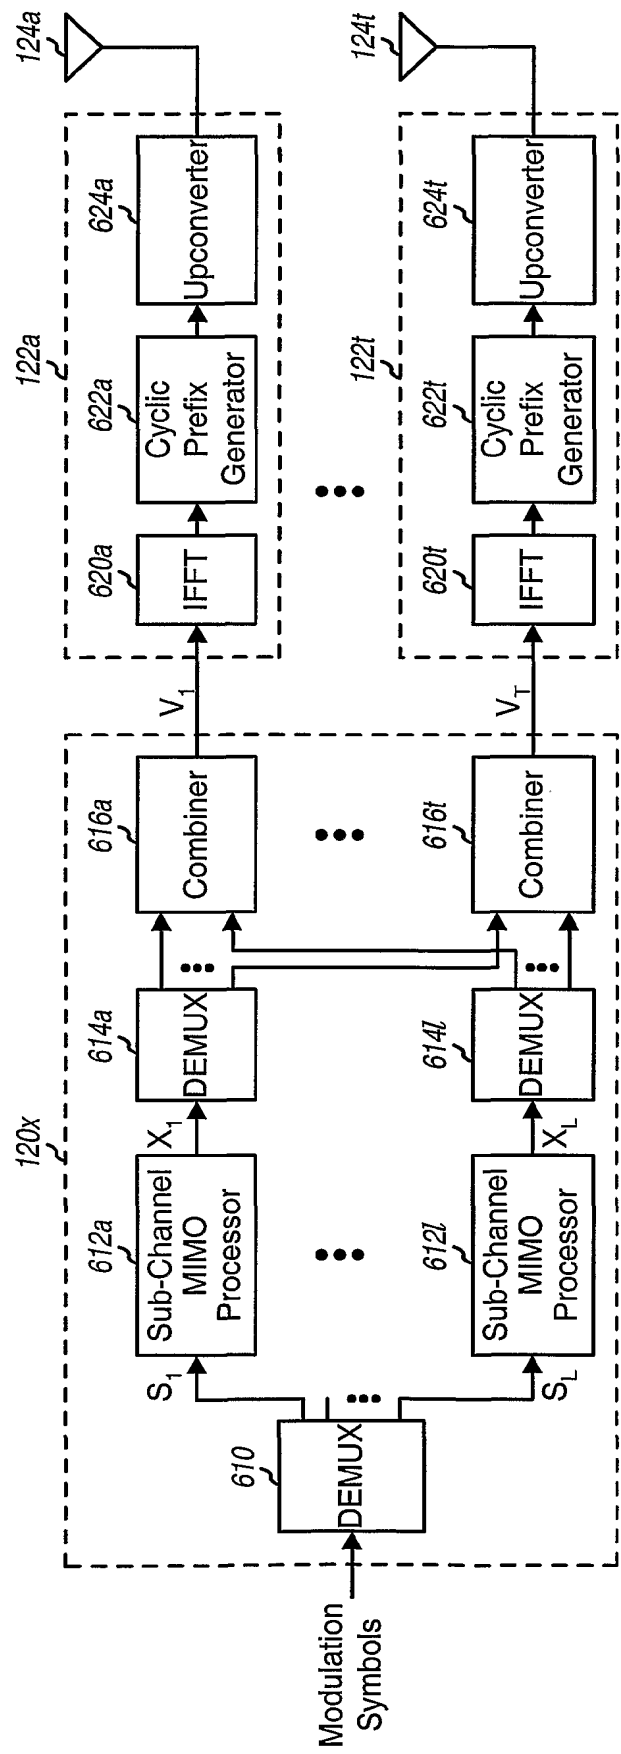 Modulation
Symbols
120x
610
DEMUX
S1
SL
612a
Sub-Channel
MIMO
Processor
612l
Sub-Channel
MIMO
Processor
X1
XL
614a
DEMUX
614l
DEMUX
616a
Combiner
616t
Combiner
V1
VT
122a
620a
IFFT
622a
Cyclic
Prefix
Generator
624a
Upconverter
124a
122t
620t
IFFT
622t
Cyclic
Prefix
Generator
624t
Upconverter
124t